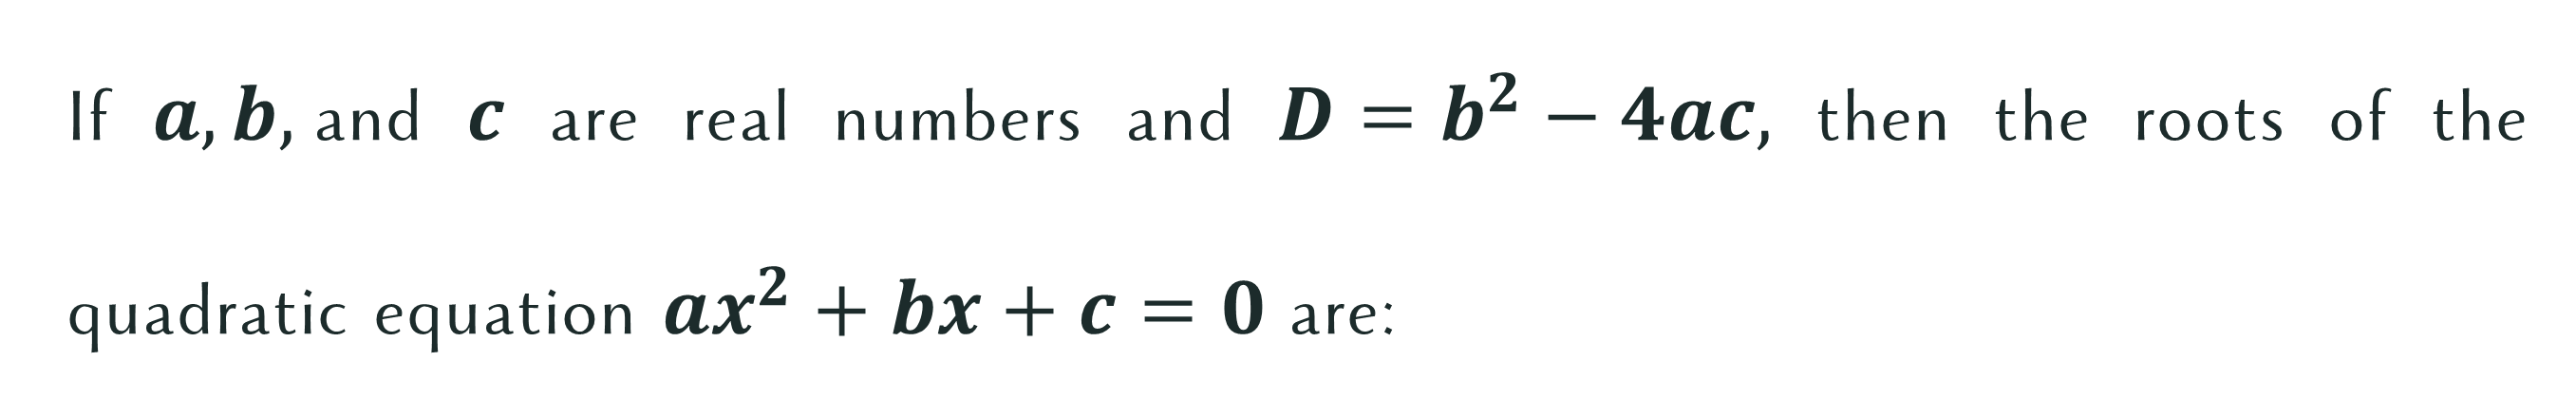 If a, b, and c are real numbers and D = b² − 4ac, then the roots of the
quadratic equation ax² + bx + c = 0 are: